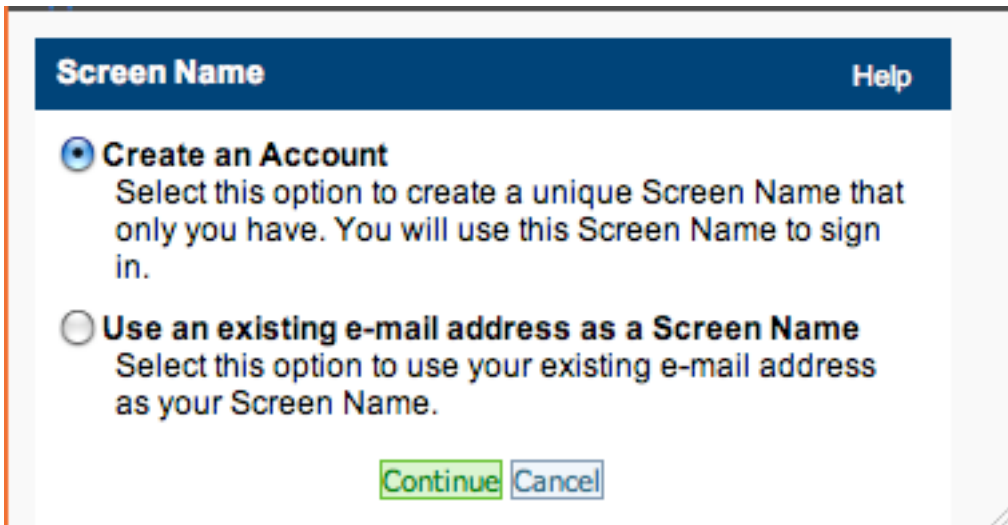 Screen Name
Help
Create an Account
Select this option to create a unique Screen Name that
only you have. You will use this Screen Name to sign
in.
Use an existing e-mail address as a Screen Name
Select this option to use your existing e-mail address
as your Screen Name.
Continue Cancel